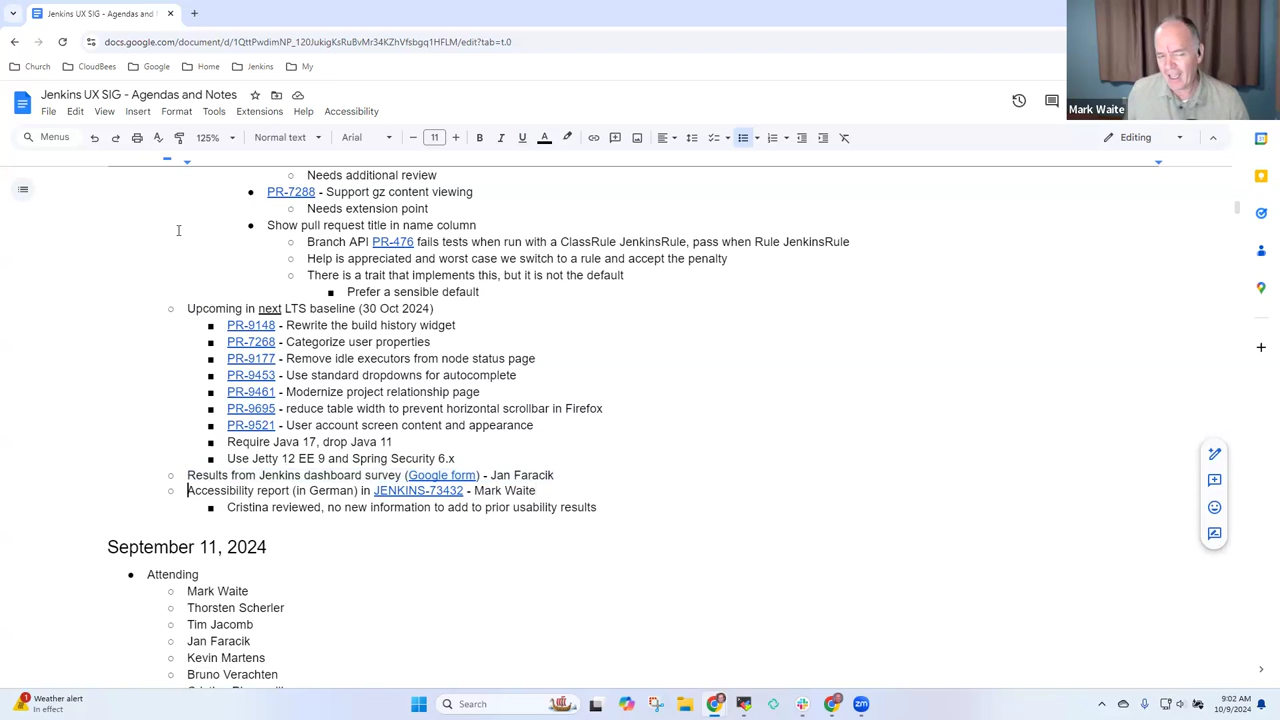 Jenkins UX SIG - Agendas and N
docs.google.com/document/d/1QttPwdimNP_120JukigKsRuBvMr34KZhVfsbgq1HFLM/edit?tab=t.0
Church
CloudBees
Google
Home
Jenkins
My
Mark Waite
Jenkins UX SIG - Agendas and Notes
File Edit View Insert Format Tools Extensions Help Accessibility
Menus
125%
Normal text
Arial
11
B I U A
Editing
Needs additional review
PR-7288 - Support gz content viewing
Needs extension point
Show pull request title in name column
Branch API PR-476 fails tests when run with a ClassRule JenkinsRule, pass when Rule JenkinsRule
Help is appreciated and worst case we switch to a rule and accept the penalty
There is a trait that implements this, but it is not the default
Prefer a sensible default
Upcoming in next LTS baseline (30 Oct 2024)
PR-9148 - Rewrite the build history widget
PR-7268 - Categorize user properties
PR-9177 - Remove idle executors from node status page
PR-9453 - Use standard dropdowns for autocomplete
PR-9461 - Modernize project relationship page
PR-9695 - reduce table width to prevent horizontal scrollbar in Firefox
PR-9521 - User account screen content and appearance
Require Java 17, drop Java 11
Use Jetty 12 EE 9 and Spring Security 6.x
Results from Jenkins dashboard survey (Google form) - Jan Faracik
Accessibility report (in German) in JENKINS-73432 - Mark Waite
Cristina reviewed, no new information to add to prior usability results
September 11, 2024
Attending
Mark Waite
Thorsten Scherler
Tim Jacomb
Jan Faracik
Kevin Martens
Bruno Verachten
Weather alert
In effect
Search
zm
9:02 AM
10/9/2024